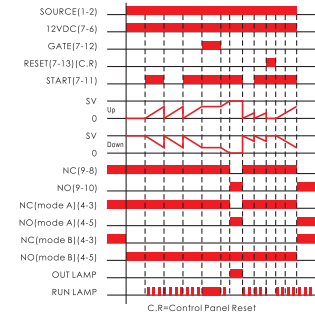 SOURCE(1-2)
12VDC(7-6)
GATE(7-12)
RESET(7-13)(C.R)
START(7-11)
SV
Up
0
SV
Down
0
NC(9-8)
NO(9-10)
NC(mode A)(4-3)
NO(mode A)(4-5)
NC(mode B)(4-3)
NO(mode B)(4-5)
OUT LAMP
RUN LAMP
C.R=Control Panel Reset